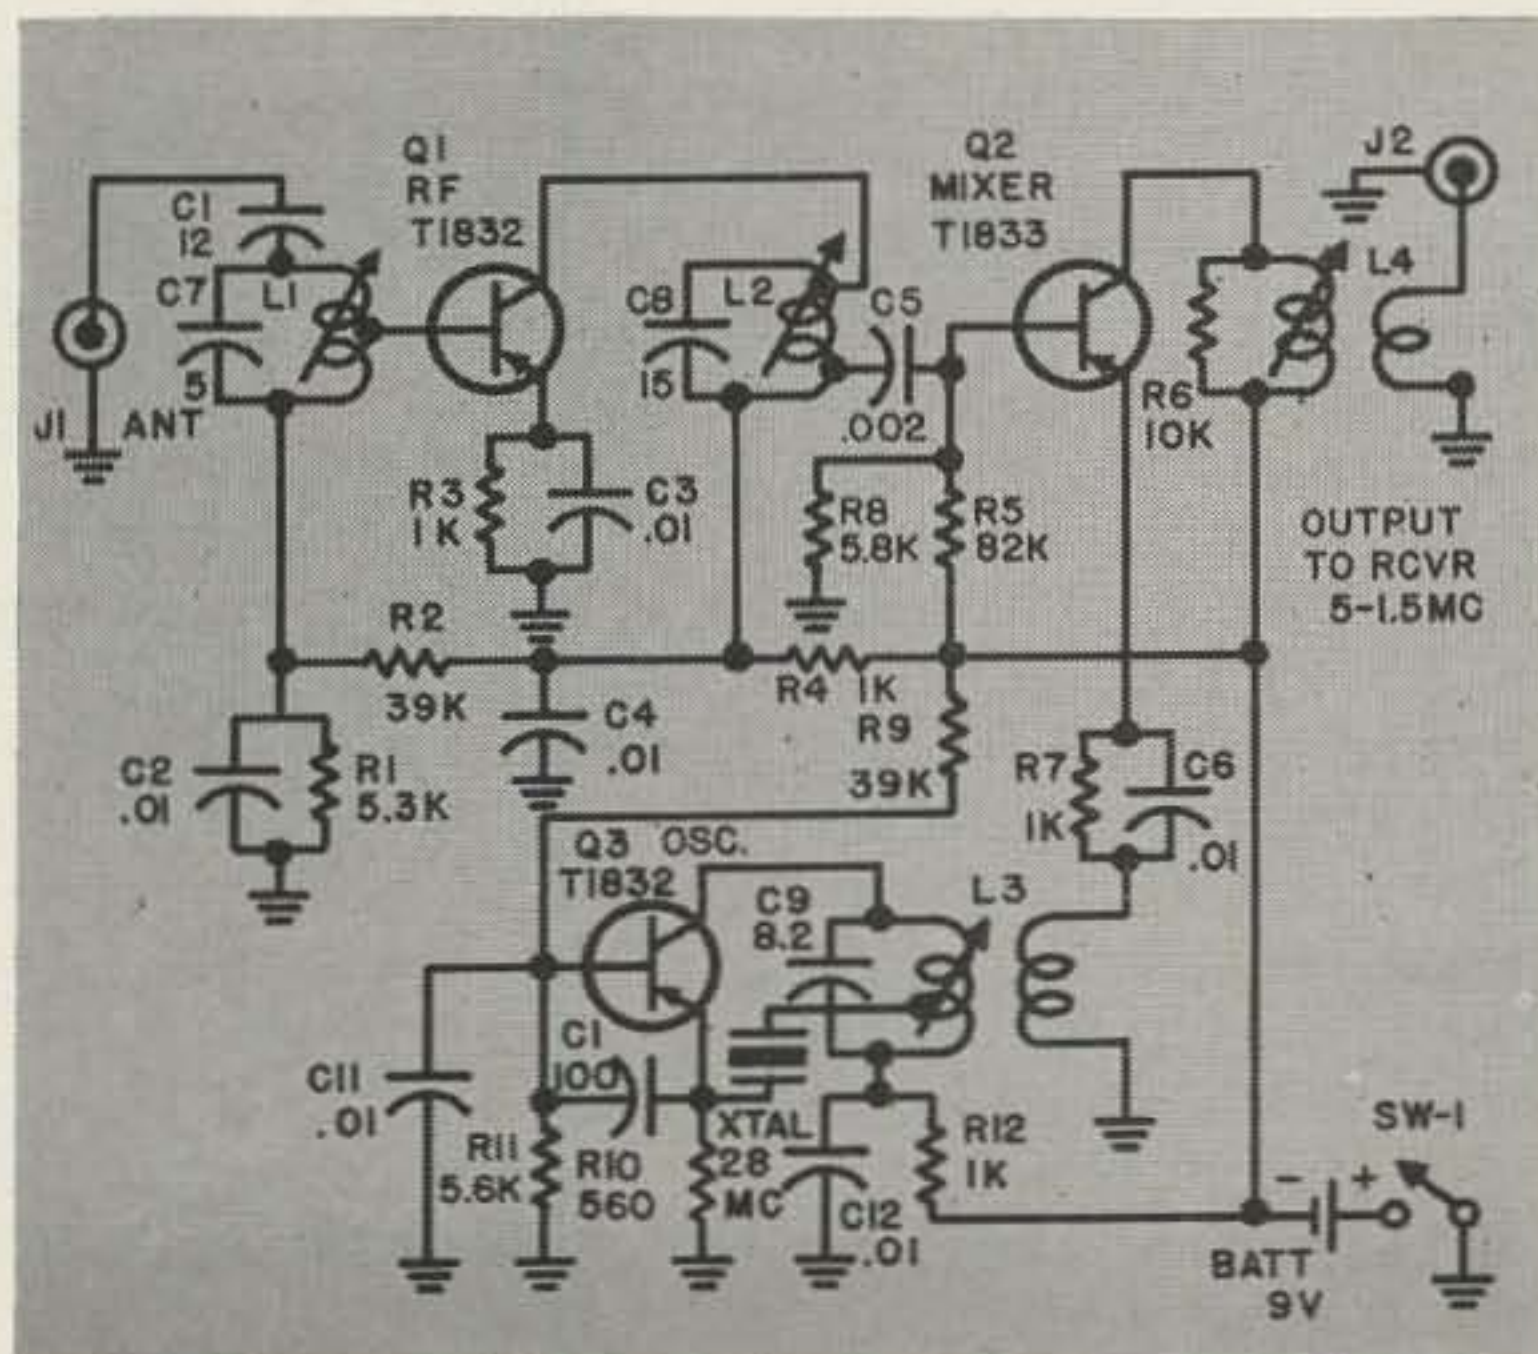 Q1
RF
T1832
Q2
MIXER
T1833
J2
C1
12
C7
L1
5
J1 ANT
C8
L2
15
C5
.002
L4
R6
10K
R3
1K
C3
.01
R8
5.8K
R5
82K
OUTPUT
TO RCVR
5-1.5MC
R2
39K
R4 1K
C4
.01
R9
39K
C2
.01
R1
5.3K
R7
1K
C6
.01
Q3 OSC.
T1832
C9
8.2
L3
C1
100
C11
.01
R11
5.6K
R10
560
XTAL
28
MC
C12
.01
R12
1K
SW-1
- +
BATT
9V